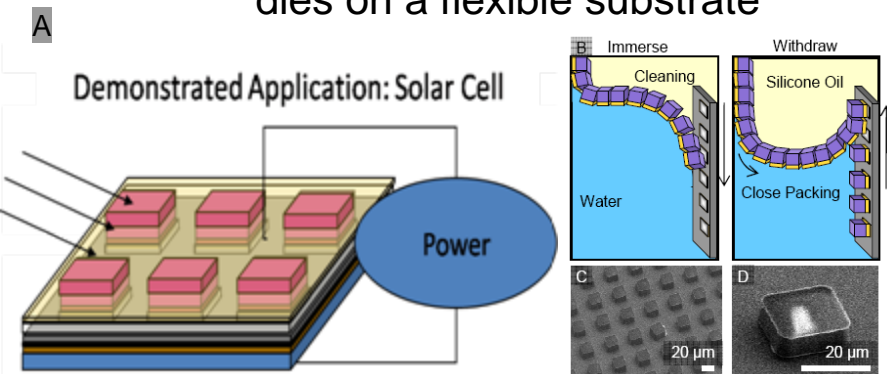 dies on a flexible substrate
A
Demonstrated Application: Solar Cell
Power
B
Immerse
Cleaning
Water
Withdraw
Silicone Oil
Close Packing
C
20 µm
D
20 µm